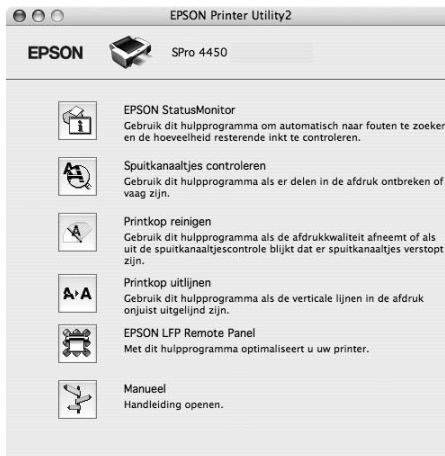 EPSON Printer Utility2
EPSON
SPro 4450
EPSON StatusMonitor
Gebruik dit hulpprogramma om automatisch naar fouten te zoeken
en de hoeveelheid resterende inkt te controleren.
Spuitkanaaltjes controleren
Gebruik dit hulpprogramma als er delen in de afdruk ontbreken of
vaag zijn.
Printkop reinigen
Gebruik dit hulpprogramma als de afdrukkwaliteit afneemt of als
uit de spuitkanaaltjescontrole blijkt dat er spuitkanaaltjes verstopt
zijn.
Printkop uitlijnen
Gebruik dit hulpprogramma als de verticale lijnen in de afdruk
onjuist uitgelijnd zijn.
EPSON LFP Remote Panel
Met dit hulpprogramma optimaliseert u uw printer.
Manueel
Handleiding openen.